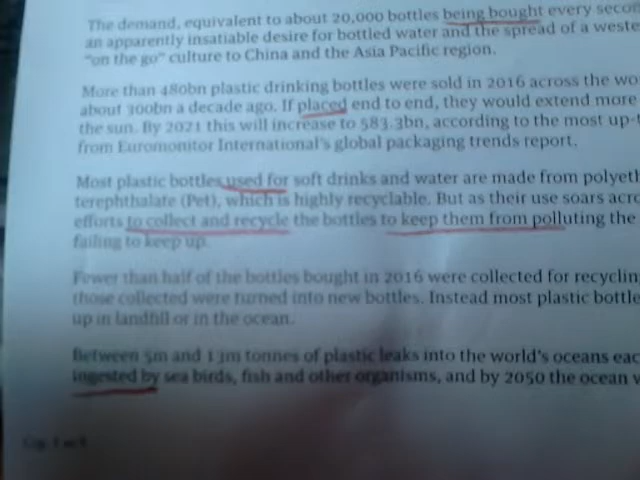 The demand, equivalent to about 20,000 bottles being bought every
an apparently insatiable desire for bottled water and the spread of a
"on the go" culture to China and the Asia Pacific region.
More than 480bn plastic drinking bottles were sold in 2016 across the
about 300bn a decade ago. If placed end to end, they would extend more
the sun. By 2021 this will increase to 583.3bn, according to the most
from Euromonitor International's global packaging trends report.
Most plastic bottles used for soft drinks and water are made from
terephthalate (Pet), which is highly recyclable. But as their use soars
efforts to collect and recycle the bottles to keep them from polluting the
failing to keep up.
Fewer than half of the bottles bought in 2016 were collected for
those collected were turned into new bottles. Instead most plastic
up in landfill or in the ocean.
Between 5m and 13m tonnes of plastic leaks into the world's oceans
ingested by sea birds, fish and other organisms, and by 2050 the ocean